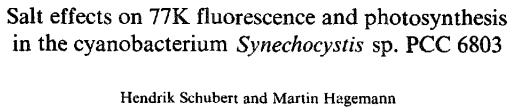 Salt effects on 77K fluorescence and photosynthesis
in the cyanobacterium Synechocystis sp. PCC 6803
Hendrik Schubert and Martin Hagemann